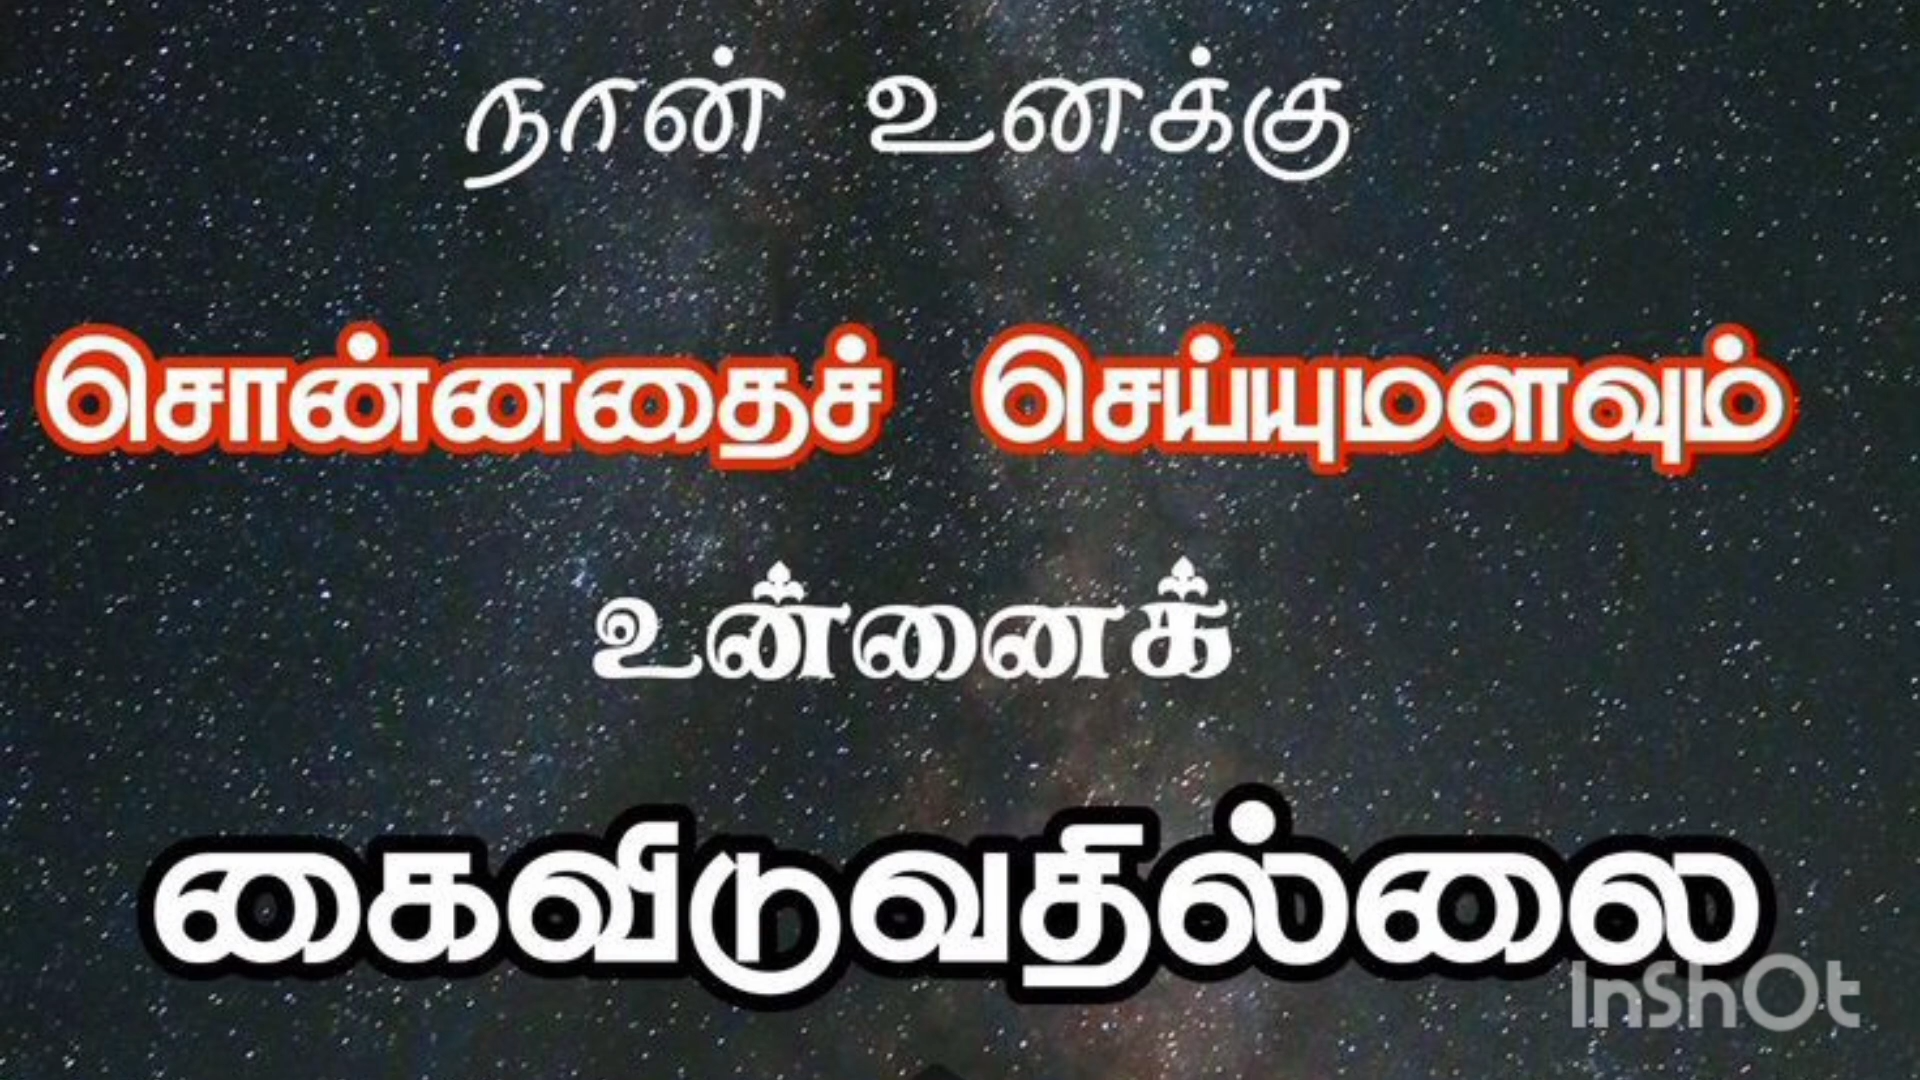 நான் உனக்கு
சொன்னதைச் செய்யுமளவும்
உன்னைக்
கைவிடுவதில்லை
InShOt